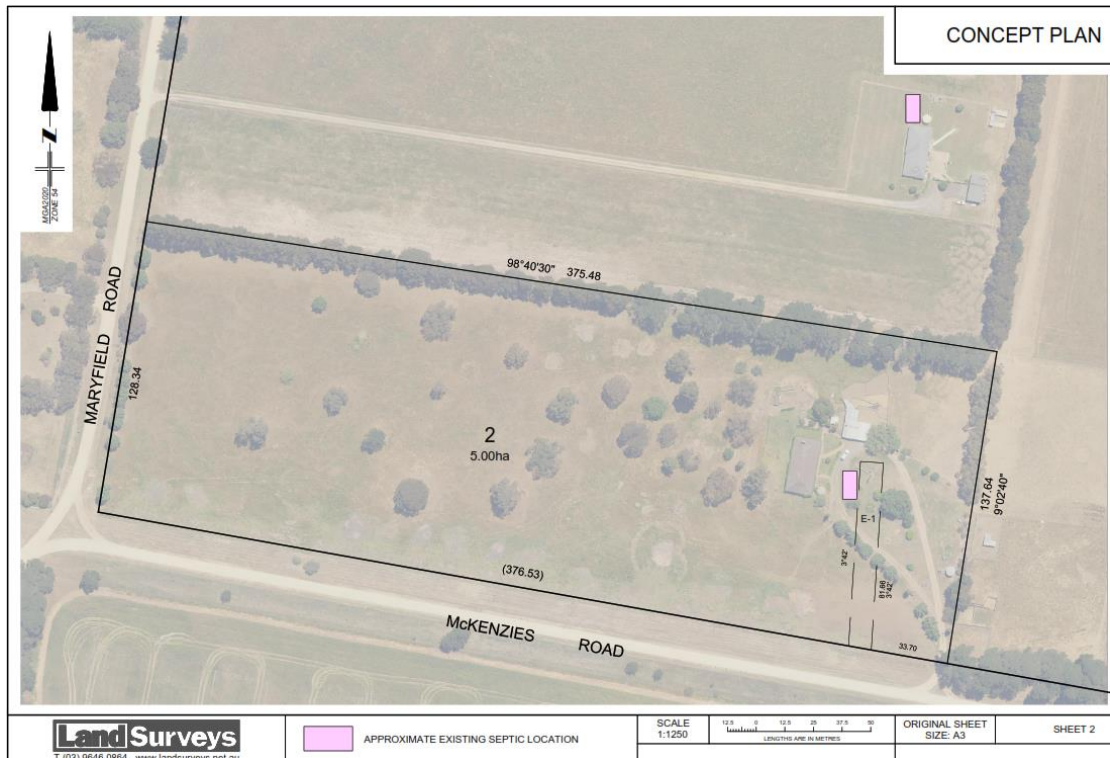 CONCEPT PLAN
MGA2020
ZONE 54
Z
MARYFIELD ROAD
98°40'30" 375.48
128.34
2
5.00ha
137.64
9°02'40"
E-1
3°42'
81.66
3°42'
(376.53)
33.70
McKENZIES ROAD
LandSurveys
T (03) 9646 0864 www.landsurveys.net.au
APPROXIMATE EXISTING SEPTIC LOCATION
SCALE
1:1250
12.5 0 12.5 25 37.5 50
LENGTHS ARE IN METRES
ORIGINAL SHEET
SIZE: A3
SHEET 2